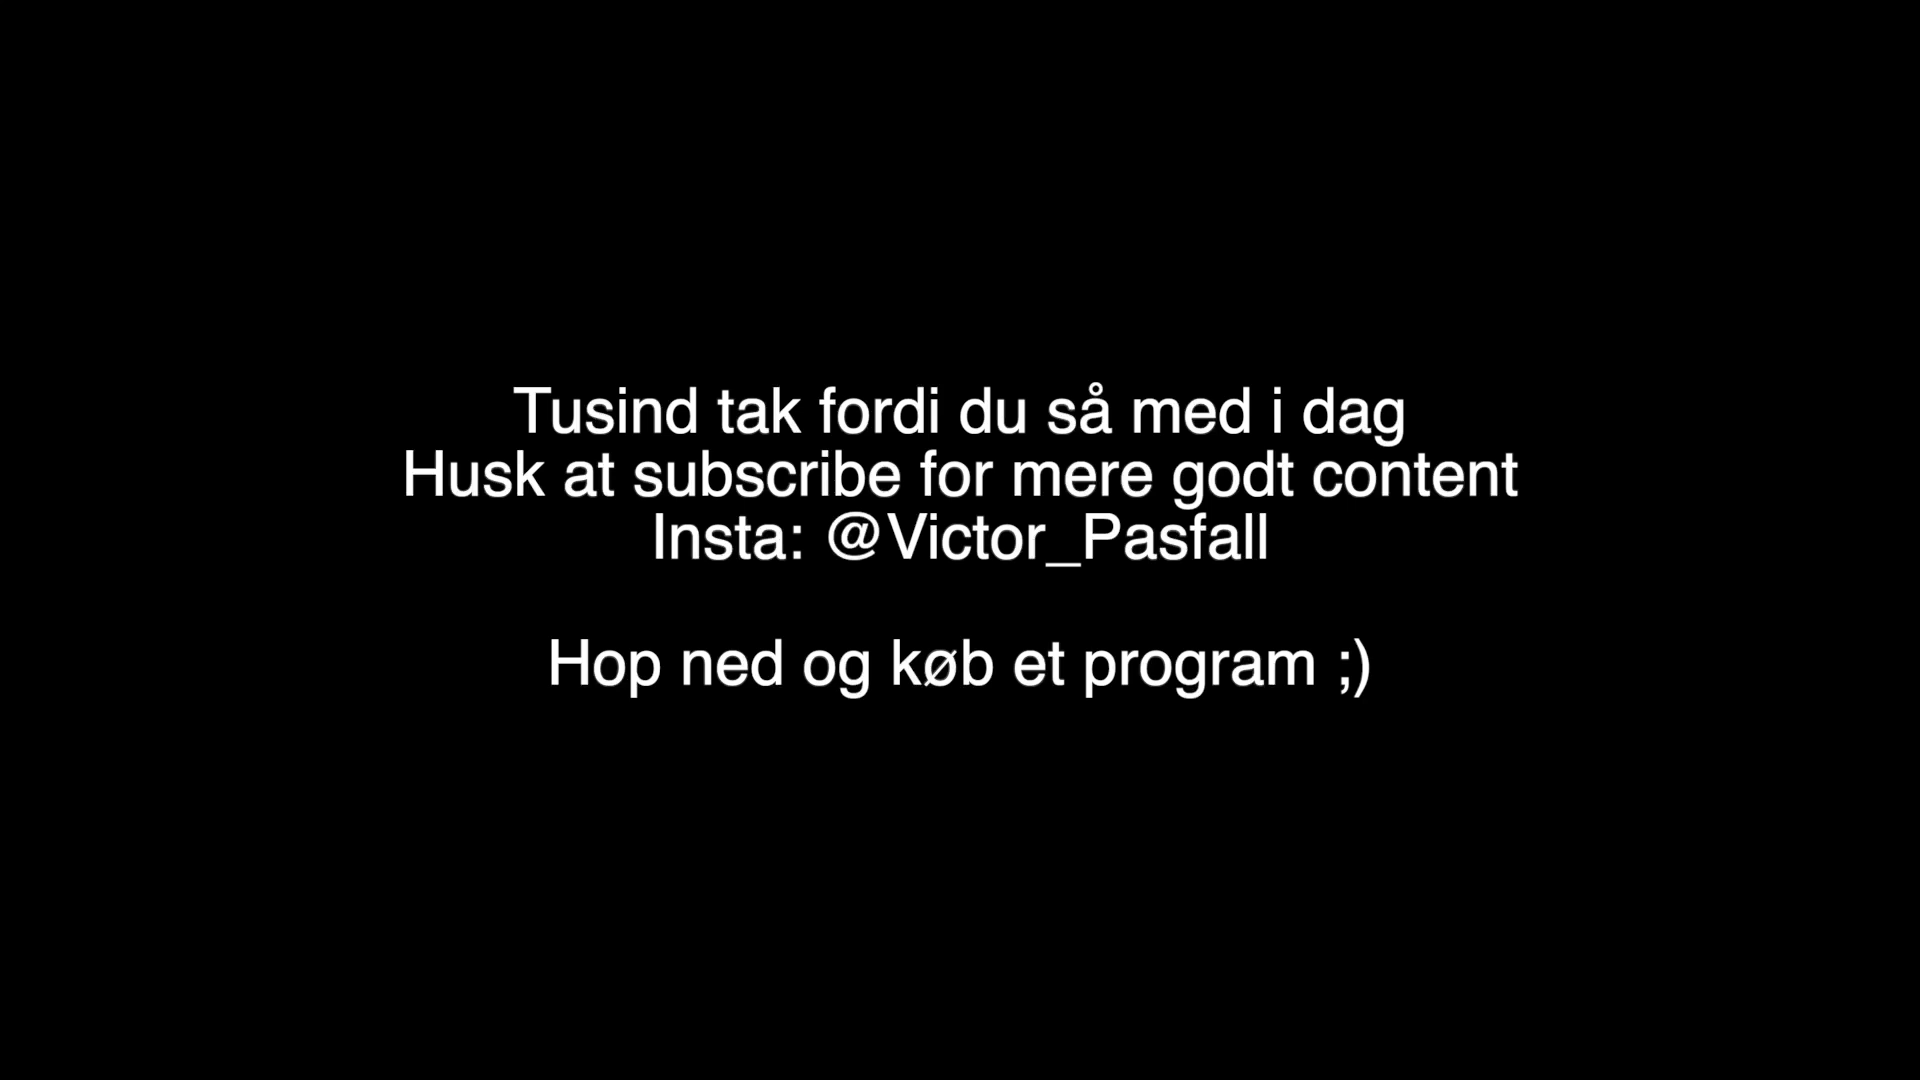 Tusind tak fordi du så med i dag
Husk at subscribe for mere godt content
Insta: @Victor_Pasfall
Hop ned og køb et program ;)